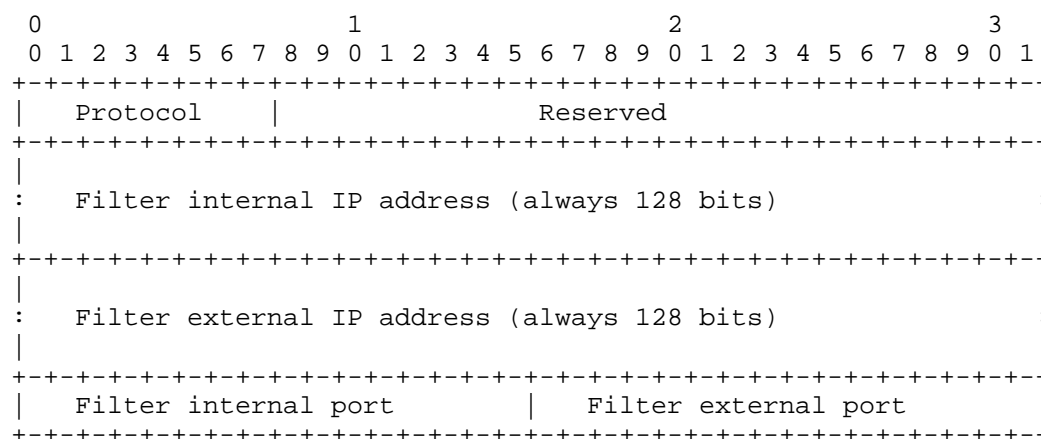 0                   1                   2                   3
 0 1 2 3 4 5 6 7 8 9 0 1 2 3 4 5 6 7 8 9 0 1 2 3 4 5 6 7 8 9 0 1
+-+-+-+-+-+-+-+-+-+-+-+-+-+-+-+-+-+-+-+-+-+-+-+-+-+-+-+-+-+-+-+-
|   Protocol    |                Reserved
+-+-+-+-+-+-+-+-+-+-+-+-+-+-+-+-+-+-+-+-+-+-+-+-+-+-+-+-+-+-+-+-
|
:   Filter internal IP address (always 128 bits)                :
|
+-+-+-+-+-+-+-+-+-+-+-+-+-+-+-+-+-+-+-+-+-+-+-+-+-+-+-+-+-+-+-+-
|
:   Filter external IP address (always 128 bits)                :
|
+-+-+-+-+-+-+-+-+-+-+-+-+-+-+-+-+-+-+-+-+-+-+-+-+-+-+-+-+-+-+-+-
|   Filter internal port        |   Filter external port
+-+-+-+-+-+-+-+-+-+-+-+-+-+-+-+-+-+-+-+-+-+-+-+-+-+-+-+-+-+-+-+-